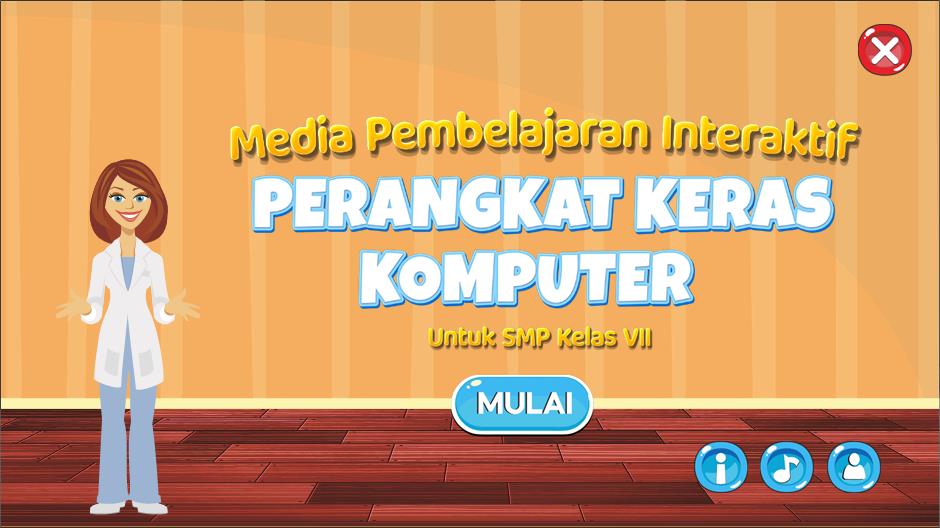 Media Pembelajaran Interaktif
PERANGKAT KERAS
KOMPUTER
Untuk SMP Kelas VII
MULAI